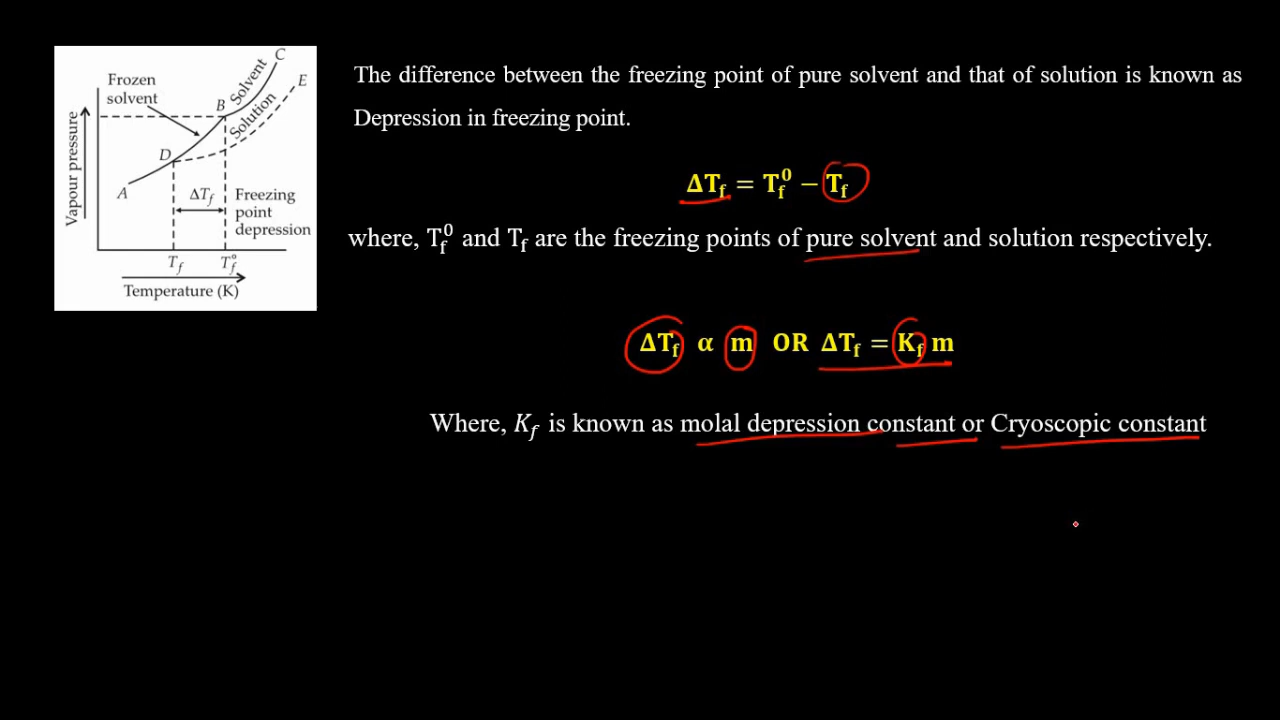 C
E
Frozen
solvent
Solvent
B
Solution
D
A
Vapour pressure
ΔT_f
Freezing
point
depression
T_f
T_f°
Temperature (K)
The difference between the freezing point of pure solvent and that of solution is known as
Depression in freezing point.
ΔT_f = T_f^0 − T_f
where, T_f^0 and T_f are the freezing points of pure solvent and solution respectively.
ΔT_f α m OR ΔT_f = K_f m
Where, K_f is known as molal depression constant or Cryoscopic constant